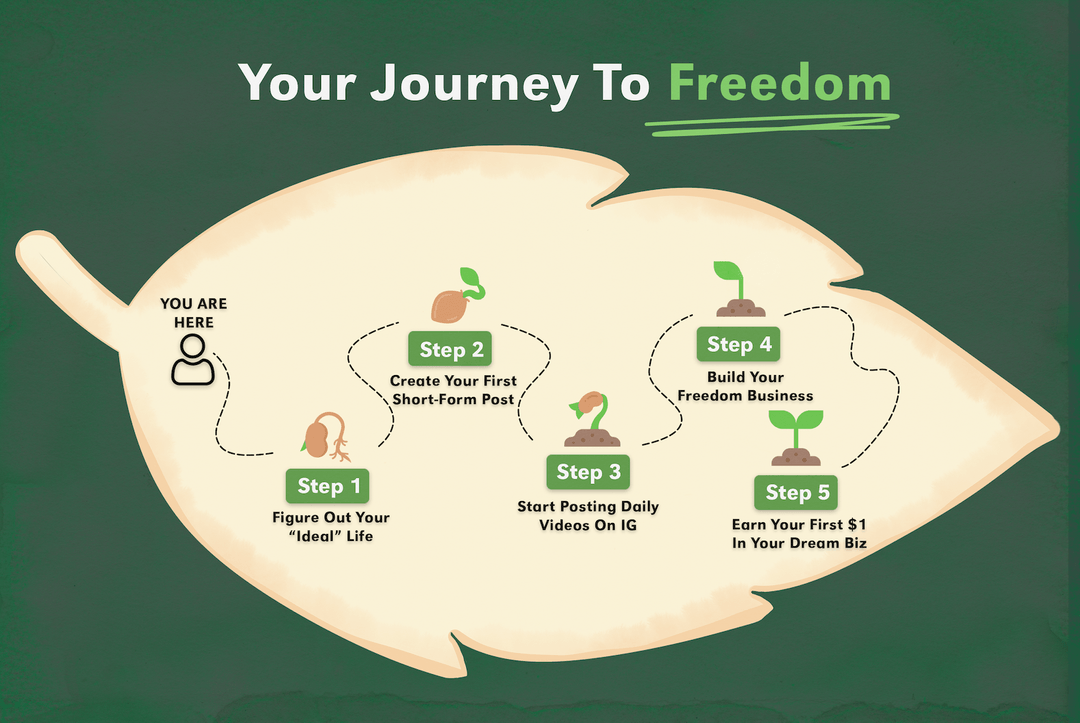 Your Journey To Freedom
YOU ARE
HERE
Step 1
Figure Out Your
“Ideal” Life
Step 2
Create Your First
Short-Form Post
Step 3
Start Posting Daily
Videos On IG
Step 4
Build Your
Freedom Business
Step 5
Earn Your First $1
In Your Dream Biz